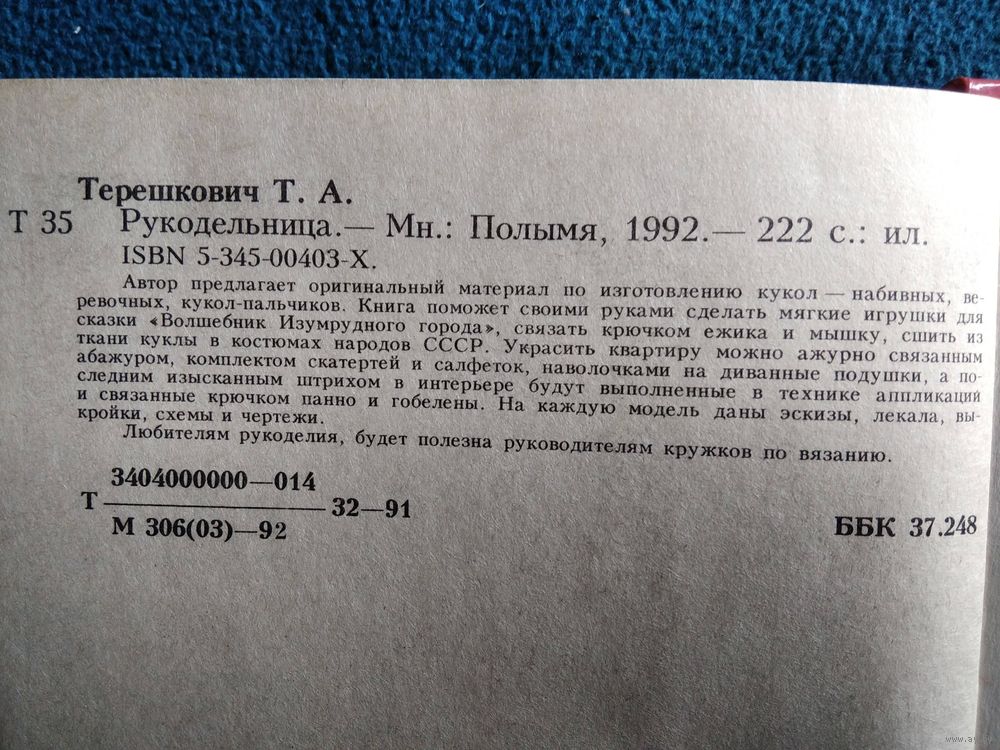 Терешкович Т. А.
Т 35 Рукодельница.— Мн.: Полымя, 1992.— 222 с.: ил.
ISBN 5-345-00403-X.
Автор предлагает оригинальный материал по изготовлению кукол — набивных, ве-
ревочных, кукол-пальчиков. Книга поможет своими руками сделать мягкие игрушки для
сказки «Волшебник Изумрудного города», связать крючком ежика и мышку, сшить из
ткани куклы в костюмах народов СССР. Украсить квартиру можно ажурно связанным
абажуром, комплектом скатертей и салфеток, наволочками на диванные подушки, а по-
следним изысканным штрихом в интерьере будут выполненные в технике аппликаций
и связанные крючком панно и гобелены. На каждую модель даны эскизы, лекала, вы-
кройки, схемы и чертежи.
Любителям рукоделия, будет полезна руководителям кружков по вязанию.
3404000000—014
Т 32—91
М 306(03)—92
ББК 37.248